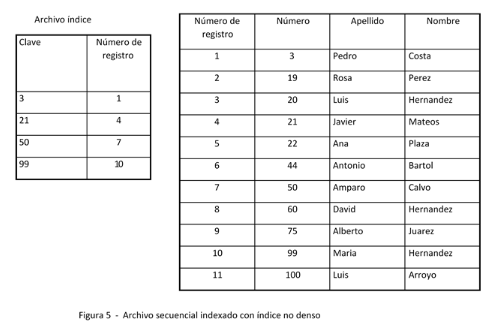 Archivo índice
Clave Número de
registro
3 1
21 4
50 7
99 10
Número de
registro Número Apellido Nombre
1 3 Pedro Costa
2 19 Rosa Perez
3 20 Luis Hernandez
4 21 Javier Mateos
5 22 Ana Plaza
6 44 Antonio Bartol
7 50 Amparo Calvo
8 60 David Hernandez
9 75 Alberto Juarez
10 99 Maria Hernandez
11 100 Luis Arroyo
Figura 5 - Archivo secuencial indexado con índice no denso